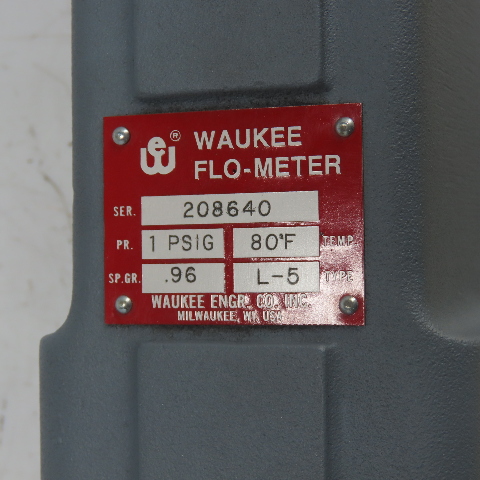 ew ® WAUKEE
FLO-METER
SER. 208640
PR. 1 PSIG 80°F TEMP
SP.GR. .96 L-5 TYPE
WAUKEE ENGR. CO. INC.
MILWAUKEE, WI. USA